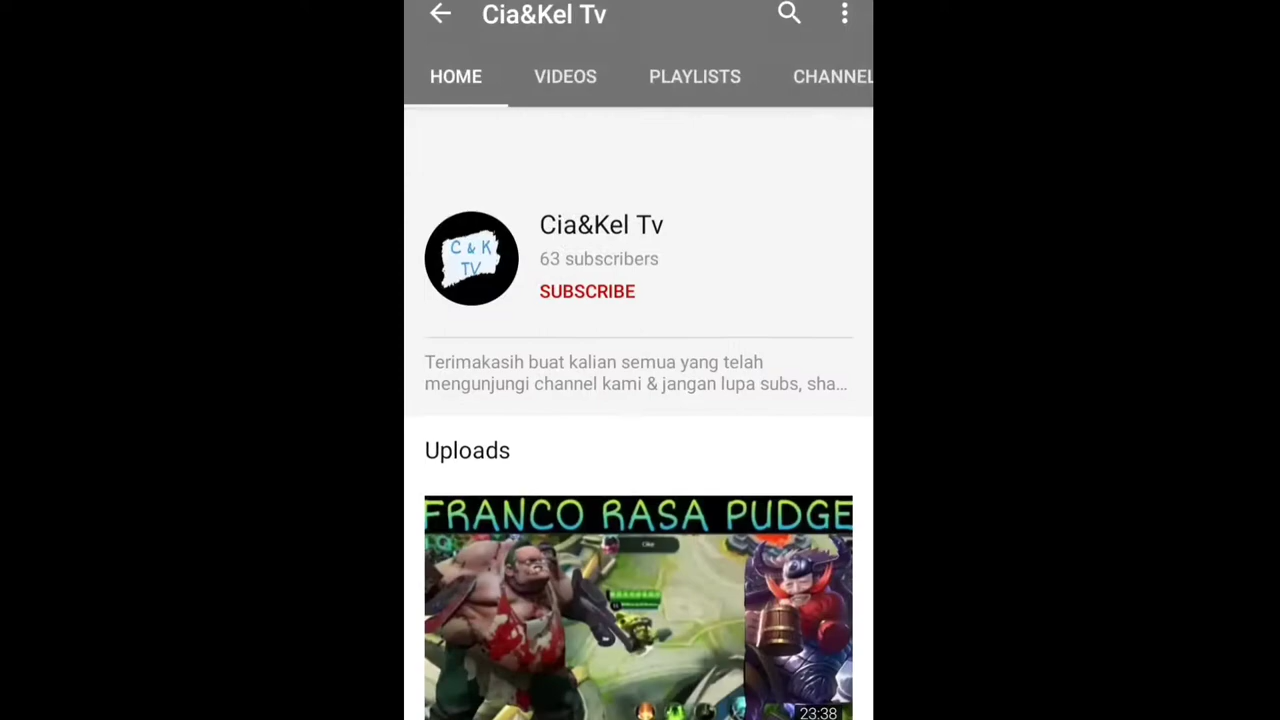 Cia&Kel Tv
HOME VIDEOS PLAYLISTS CHANNEL
C & K
TV
Cia&Kel Tv
63 subscribers
SUBSCRIBE
Terimakasih buat kalian semua yang telah
mengunjungi channel kami & jangan lupa subs, sha...
Uploads
FRANCO RASA PUDGE
23:38